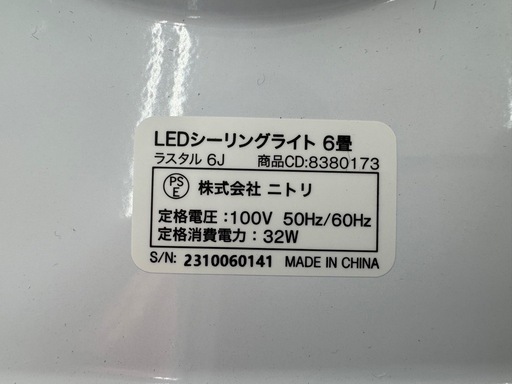 LEDシーリングライト 6畳
ラスタル 6J 商品CD:8380173
PSE 株式会社 ニトリ
定格電圧:100V 50Hz/60Hz
定格消費電力:32W
S/N: 2310060141 MADE IN CHINA